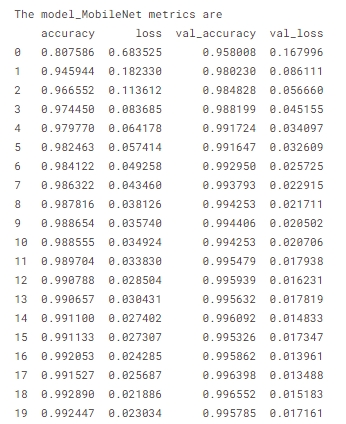 The model_MobileNet metrics are
accuracy loss val_accuracy val_loss
0 0.807586 0.683525 0.958008 0.167996
1 0.945944 0.182330 0.980230 0.086111
2 0.966552 0.113612 0.984828 0.056660
3 0.974450 0.083685 0.988199 0.045155
4 0.979770 0.064178 0.991724 0.034097
5 0.982463 0.057414 0.991647 0.032609
6 0.984122 0.049258 0.992950 0.025725
7 0.986322 0.043460 0.993793 0.022915
8 0.987816 0.038126 0.994253 0.021711
9 0.988654 0.035740 0.994406 0.020502
10 0.988555 0.034924 0.994253 0.020706
11 0.989704 0.033830 0.995479 0.017938
12 0.990788 0.028504 0.995939 0.016231
13 0.990657 0.030431 0.995632 0.017819
14 0.991100 0.027402 0.996092 0.014833
15 0.991133 0.027307 0.995326 0.017347
16 0.992053 0.024285 0.995862 0.013961
17 0.991527 0.025687 0.996398 0.013488
18 0.992890 0.021886 0.996552 0.015183
19 0.992447 0.023034 0.995785 0.017161